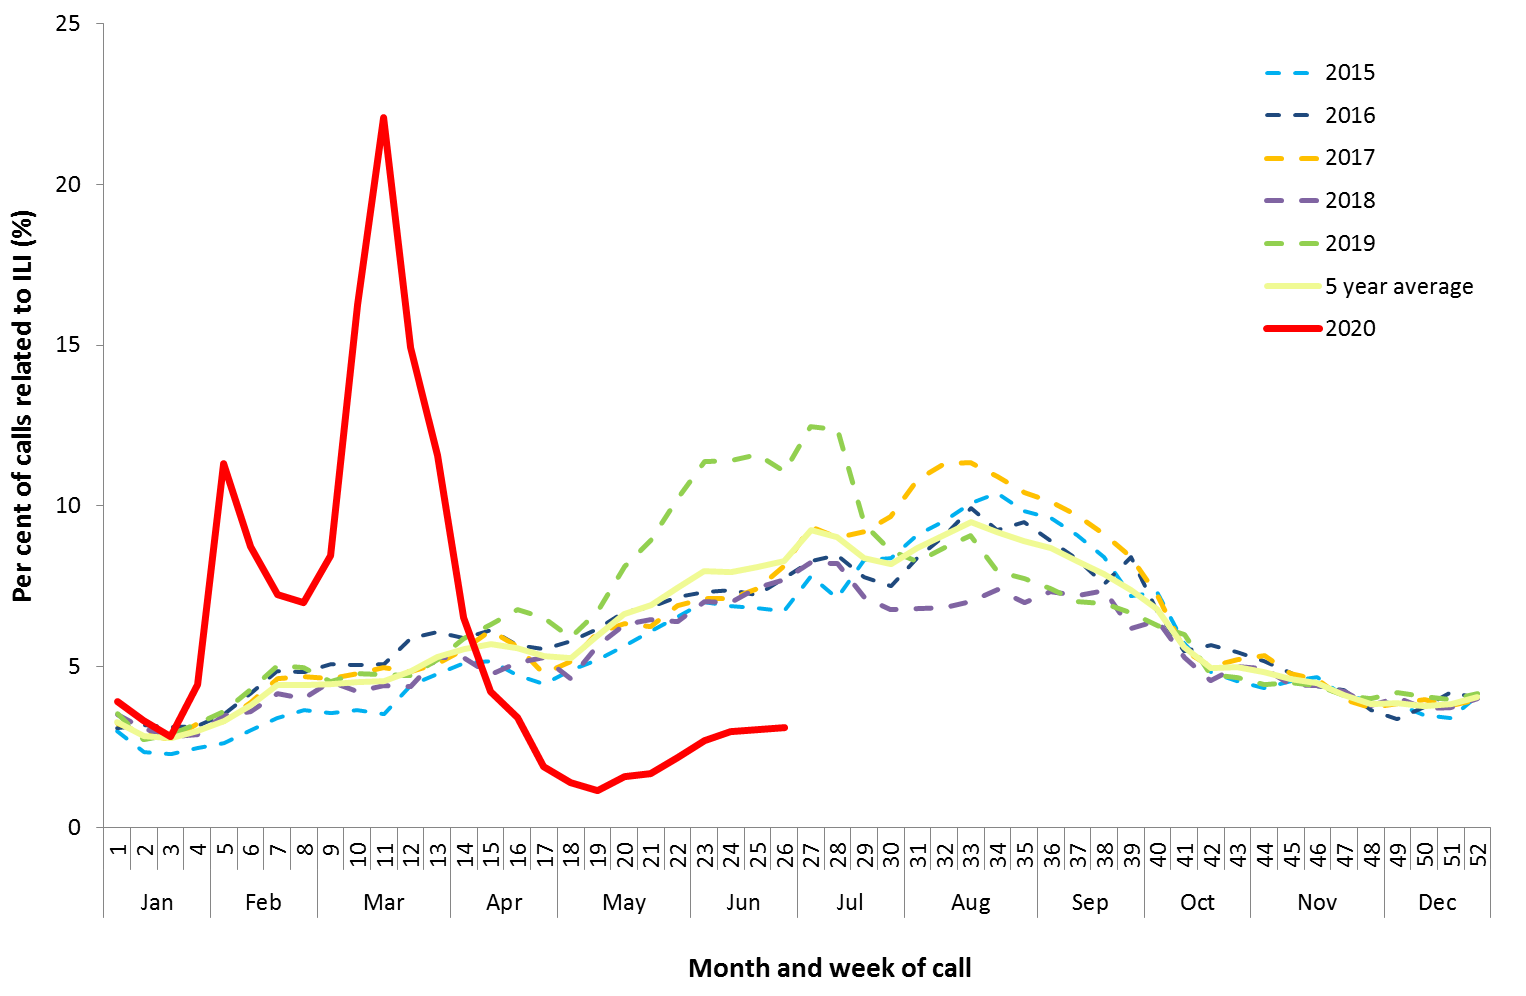 25
20
15
10
5
0
Per cent of calls related to ILI (%)
2015
2016
2017
2018
2019
5 year average
2020
1 2 3 4 5 6 7 8 9 10 11 12 13 14 15 16 17 18 19 20 21 22 23 24 25 26 27 28 29 30 31 32 33 34 35 36 37 38 39 40 41 42 43 44 45 46 47 48 49 50 51 52
Jan Feb Mar Apr May Jun Jul Aug Sep Oct Nov Dec
Month and week of call